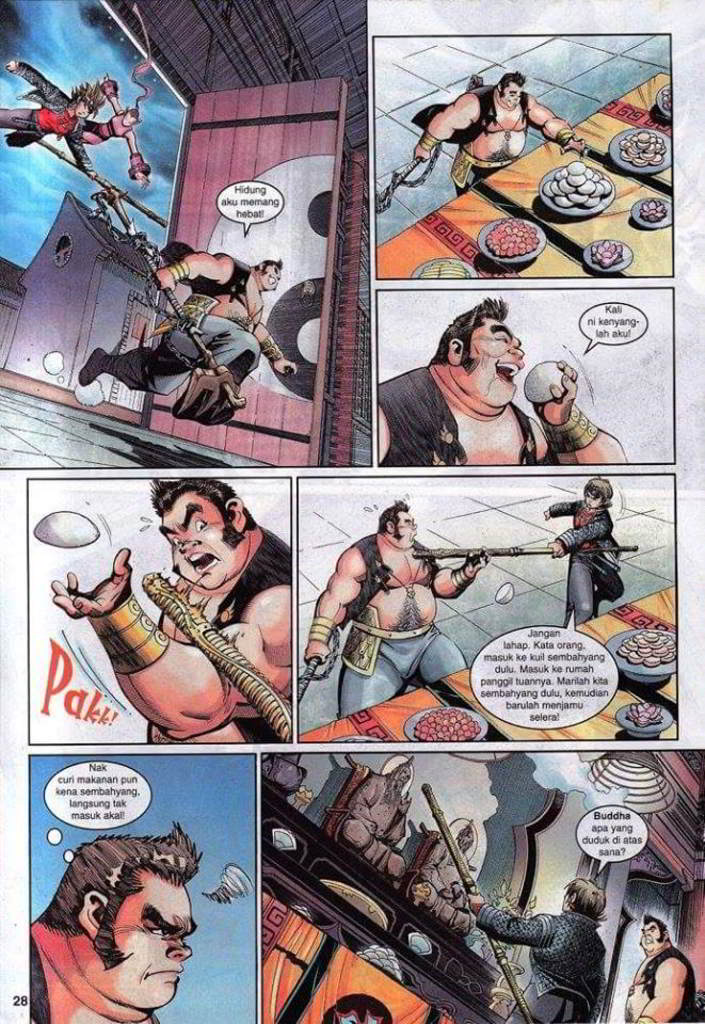 Hidung
aku memang
hebat!
Kali
ni kenyang-
lah aku!
Pakk!
Jangan
lahap. Kata orang,
masuk ke kuil sembahyang
dulu. Masuk ke rumah
panggil tuannya. Marilah kita
sembahyang dulu, kemudian
barulah menjamu
selera!
Nak
curi makanan pun
kena sembahyang,
langsung tak
masuk akal!
Buddha
apa yang
duduk di atas
sana?
28